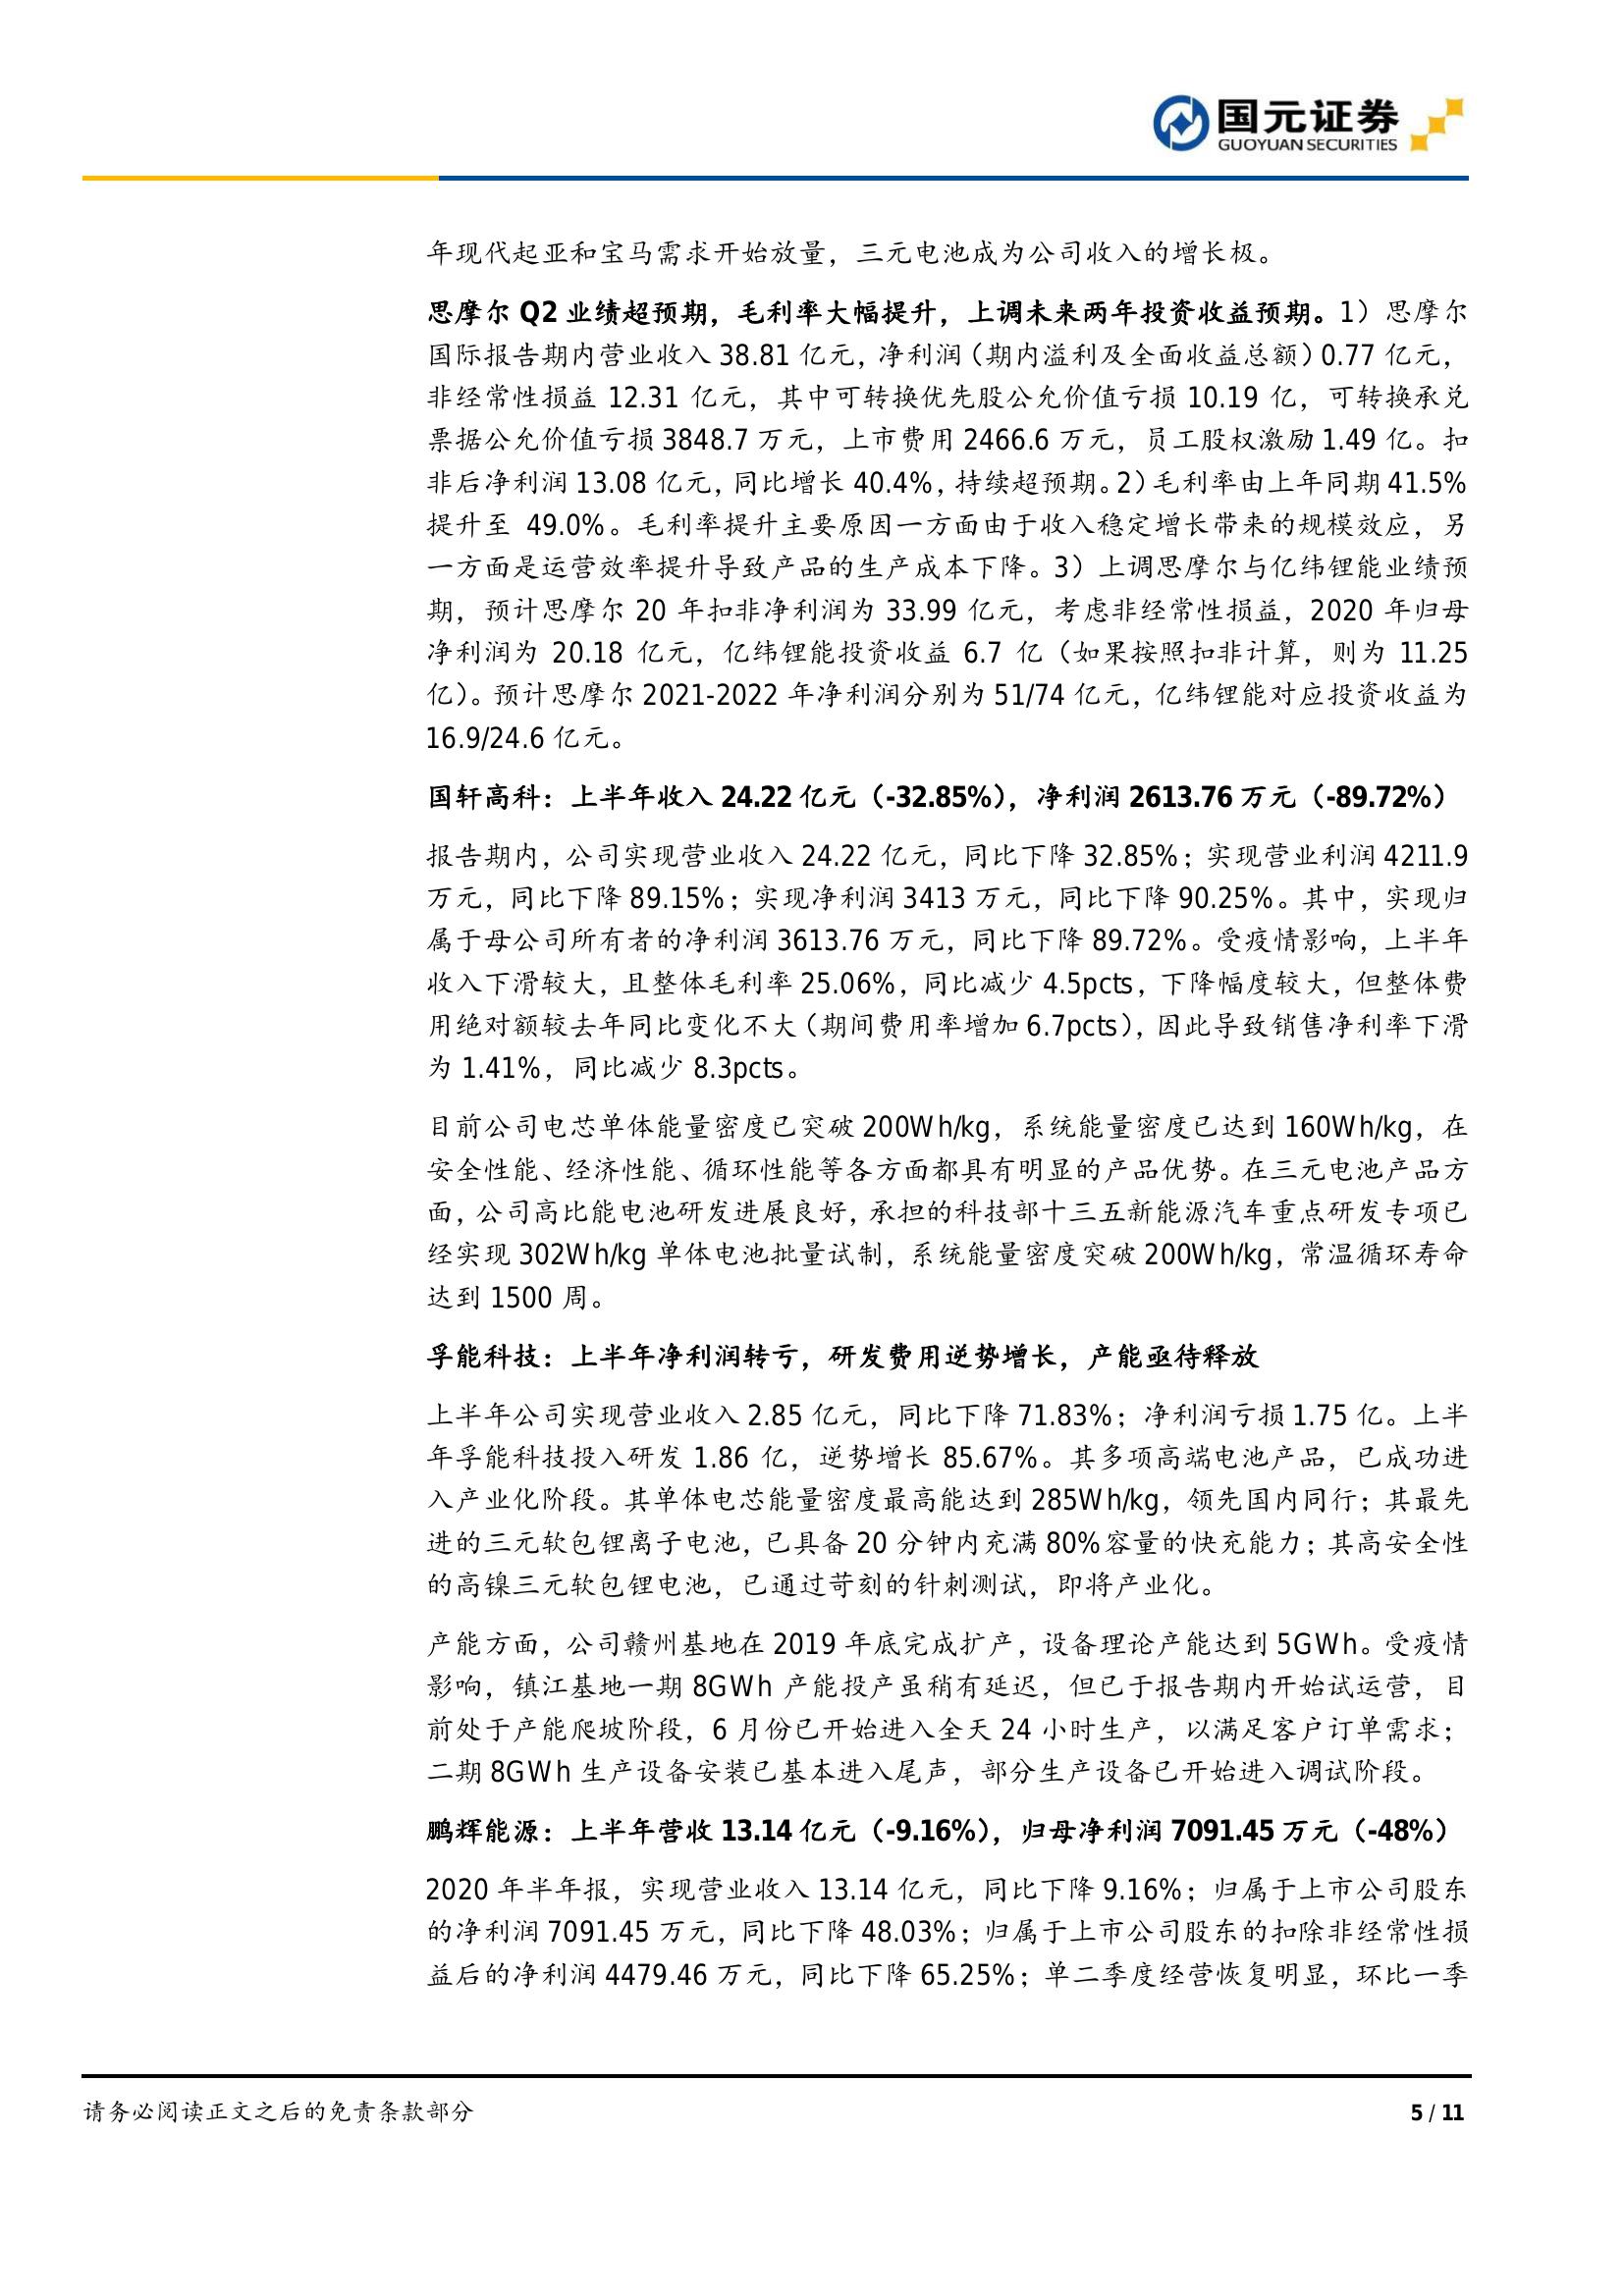 国元证券
GUOYUAN SECURITIES
年现代起亚和宝马需求开始放量，三元电池成为公司收入的增长极。
思摩尔 Q2 业绩超预期，毛利率大幅提升，上调未来两年投资收益预期。1）思摩尔
国际报告期内营业收入 38.81 亿元，净利润（期内溢利及全面收益总额）0.77 亿元，
非经常性损益 12.31 亿元，其中可转换优先股公允价值亏损 10.19 亿，可转换承兑
票据公允价值亏损 3848.7 万元，上市费用 2466.6 万元，员工股权激励 1.49 亿。扣
非后净利润 13.08 亿元，同比增长 40.4%，持续超预期。2）毛利率由上年同期 41.5%
提升至 49.0%。毛利率提升主要原因一方面由于收入稳定增长带来的规模效应，另
一方面是运营效率提升导致产品的生产成本下降。3）上调思摩尔与亿纬锂能业绩预
期，预计思摩尔 20 年扣非净利润为 33.99 亿元，考虑非经常性损益，2020 年归母
净利润为 20.18 亿元，亿纬锂能投资收益 6.7 亿（如果按照扣非计算，则为 11.25
亿）。预计思摩尔 2021-2022 年净利润分别为 51/74 亿元，亿纬锂能对应投资收益为
16.9/24.6 亿元。
国轩高科：上半年收入 24.22 亿元（-32.85%），净利润 2613.76 万元（-89.72%）
报告期内，公司实现营业收入 24.22 亿元，同比下降 32.85%；实现营业利润 4211.9
万元，同比下降 89.15%；实现净利润 3413 万元，同比下降 90.25%。其中，实现归
属于母公司所有者的净利润 3613.76 万元，同比下降 89.72%。受疫情影响，上半年
收入下滑较大，且整体毛利率 25.06%，同比减少 4.5pcts，下降幅度较大，但整体费
用绝对额较去年同比变化不大（期间费用率增加 6.7pcts），因此导致销售净利率下滑
为 1.41%，同比减少 8.3pcts。
目前公司电芯单体能量密度已突破 200Wh/kg，系统能量密度已达到 160Wh/kg，在
安全性能、经济性能、循环性能等各方面都具有明显的产品优势。在三元电池产品方
面，公司高比能电池研发进展良好，承担的科技部十三五新能源汽车重点研发专项已
经实现 302Wh/kg 单体电池批量试制，系统能量密度突破 200Wh/kg，常温循环寿命
达到 1500 周。
孚能科技：上半年净利润转亏，研发费用逆势增长，产能亟待释放
上半年公司实现营业收入 2.85 亿元，同比下降 71.83%；净利润亏损 1.75 亿。上半
年孚能科技投入研发 1.86 亿，逆势增长 85.67%。其多项高端电池产品，已成功进
入产业化阶段。其单体电芯能量密度最高能达到 285Wh/kg，领先国内同行；其最先
进的三元软包锂离子电池，已具备 20 分钟内充满 80%容量的快充能力；其高安全性
的高镍三元软包锂电池，已通过苛刻的针刺测试，即将产业化。
产能方面，公司赣州基地在 2019 年底完成扩产，设备理论产能达到 5GWh。受疫情
影响，镇江基地一期 8GWh 产能投产虽稍有延迟，但已于报告期内开始试运营，目
前处于产能爬坡阶段，6 月份已开始进入全天 24 小时生产，以满足客户订单需求；
二期 8GWh 生产设备安装已基本进入尾声，部分生产设备已开始进入调试阶段。
鹏辉能源：上半年营收 13.14 亿元（-9.16%），归母净利润 7091.45 万元（-48%）
2020 年半年报，实现营业收入 13.14 亿元，同比下降 9.16%；归属于上市公司股东
的净利润 7091.45 万元，同比下降 48.03%；归属于上市公司股东的扣除非经常性损
益后的净利润 4479.46 万元，同比下降 65.25%；单二季度经营恢复明显，环比一季
请务必阅读正文之后的免责条款部分
5 / 11